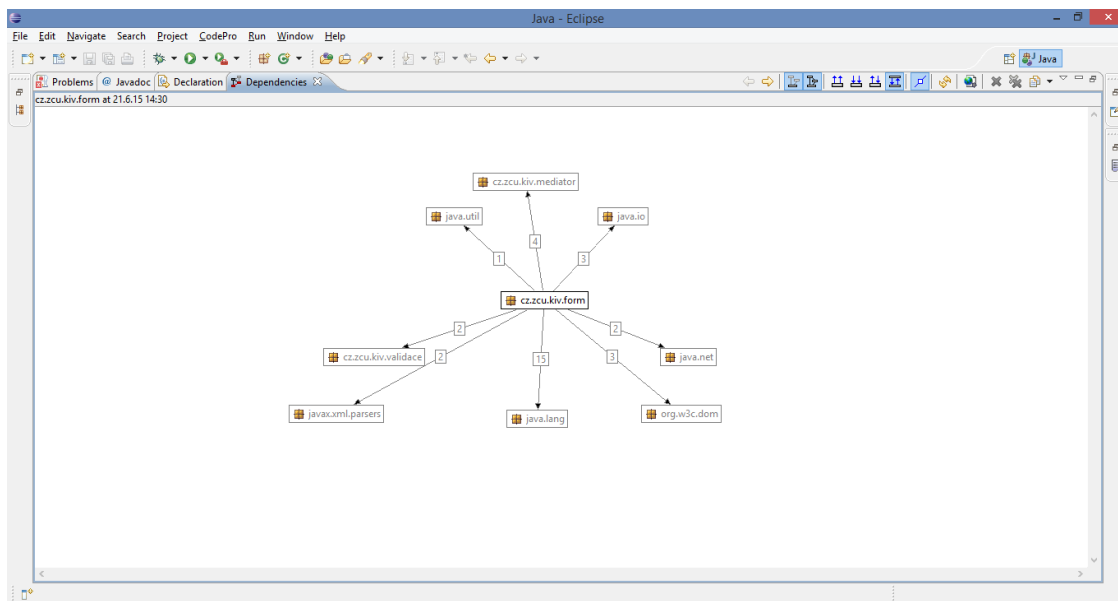 Java - Eclipse
File Edit Navigate Search Project CodePro Run Window Help
Java
Problems @ Javadoc Declaration Dependencies
cz.zcu.kiv.form at 21.6.15 14:30
cz.zcu.kiv.mediator
java.util
java.io
4
1
3
cz.zcu.kiv.form
2
2
cz.zcu.kiv.validace
2
15
3
java.net
javax.xml.parsers
java.lang
org.w3c.dom